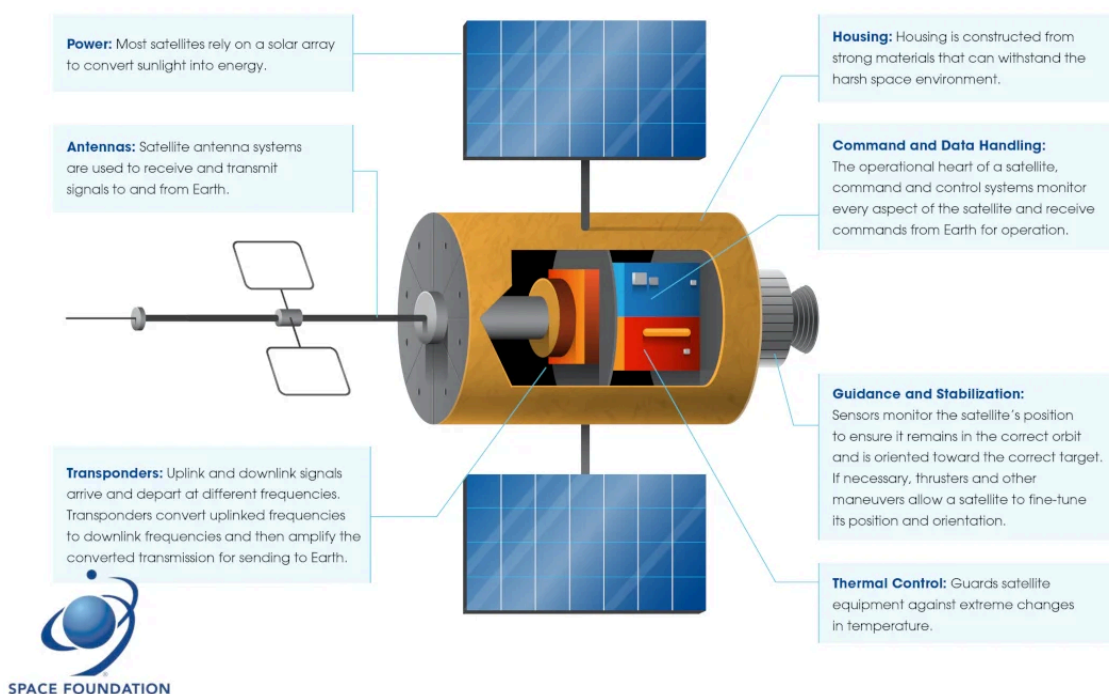 Power: Most satellites rely on a solar array
to convert sunlight into energy.
Antennas: Satellite antenna systems
are used to receive and transmit
signals to and from Earth.
Transponders: Uplink and downlink signals
arrive and depart at different frequencies.
Transponders convert uplinked frequencies
to downlink frequencies and then amplify the
converted transmission for sending to Earth.
Housing: Housing is constructed from
strong materials that can withstand the
harsh space environment.
Command and Data Handling:
The operational heart of a satellite,
command and control systems monitor
every aspect of the satellite and receive
commands from Earth for operation.
Guidance and Stabilization:
Sensors monitor the satellite's position
to ensure it remains in the correct orbit
and is oriented toward the correct target.
If necessary, thrusters and other
maneuvers allow a satellite to fine-tune
its position and orientation.
Thermal Control: Guards satellite
equipment against extreme changes
in temperature.
SPACE FOUNDATION